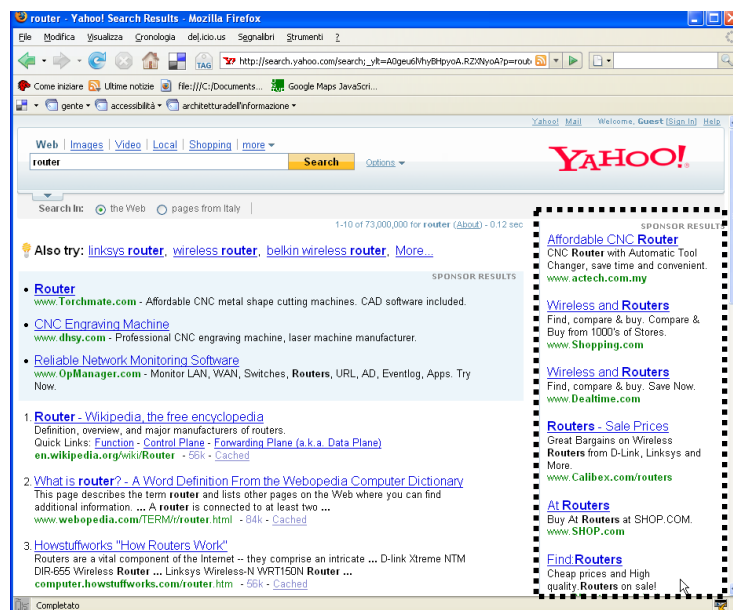 router - Yahoo! Search Results - Mozilla Firefox
File Modifica Visualizza Cronologia del.icio.us Segnalibri Strumenti ?
TAG http://search.yahoo.com/search;_ylt=A0geu6lVhyBHpyoA.RZXNyoA?p=rout
Come iniziare Ultime notizie file:///C:/Documents... Google Maps JavaScri...
gente accessibilità architetturadell'informazione
Yahoo! Mail Welcome, Guest [Sign In] Help
Web | Images | Video | Local | Shopping | more
router Search Options
YAHOO!
Search In: the Web pages from Italy
1-10 of 73,000,000 for router (About) - 0.12 sec
Also try: linksys router, wireless router, belkin wireless router, More...
SPONSOR RESULTS
Router
www.Torchmate.com - Affordable CNC metal shape cutting machines. CAD software included.
CNC Engraving Machine
www.dhsy.com - Professional CNC engraving machine, laser machine manufacturer.
Reliable Network Monitoring Software
www.OpManager.com - Monitor LAN, WAN, Switches, Routers, URL, AD, Eventlog, Apps. Try
Now.
1. Router - Wikipedia, the free encyclopedia
Definition, overview, and major manufacturers of routers.
Quick Links: Function - Control Plane - Forwarding Plane (a.k.a. Data Plane)
en.wikipedia.org/wiki/Router - 56k - Cached
2. What is router? - A Word Definition From the Webopedia Computer Dictionary
This page describes the term router and lists other pages on the Web where you can find
additional information. ... A router is connected to at least two ...
www.webopedia.com/TERM/r/router.html - 84k - Cached
3. Howstuffworks "How Routers Work"
Routers are a vital component of the Internet -- they comprise an intricate ... D-link Xtreme NTM
DIR-655 Wireless Router ... Linksys Wireless-N WRT150N Router ...
computer.howstuffworks.com/router.htm - 56k - Cached
SPONSOR RESULTS
Affordable CNC Router
CNC Router with Automatic Tool
Changer, save time and convenient.
www.actech.com.my
Wireless and Routers
Find, compare & buy. Compare &
Buy from 1000's of Stores.
www.Shopping.com
Wireless and Routers
Find, compare & buy. Save Now.
www.Dealtime.com
Routers - Sale Prices
Great Bargains on Wireless
Routers from D-Link, Linksys and
More.
www.Calibex.com/routers
At Routers
Buy At Routers at SHOP.COM.
www.SHOP.com
Find:Routers
Cheap prices and High
quality.Routers on sale!
Completato